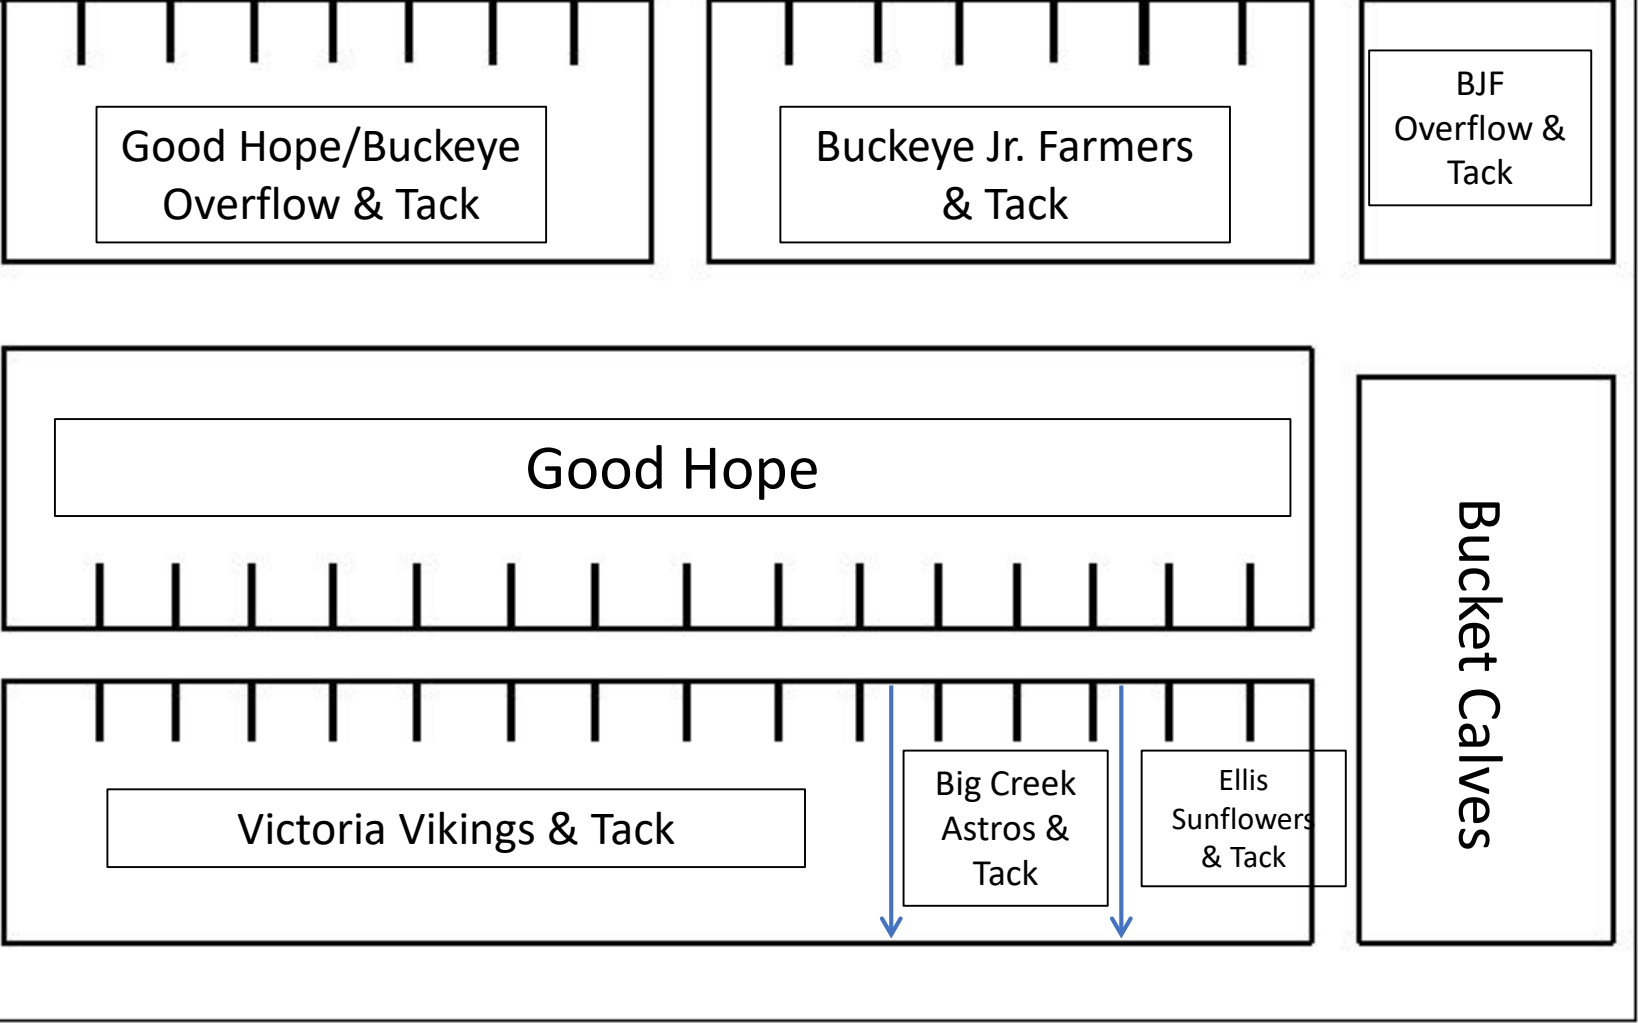 Good Hope/Buckeye
Overflow & Tack
Buckeye Jr. Farmers
& Tack
BJF
Overflow &
Tack
Good Hope
Bucket Calves
Victoria Vikings & Tack
Big Creek
Astros &
Tack
Ellis
Sunflowers
& Tack